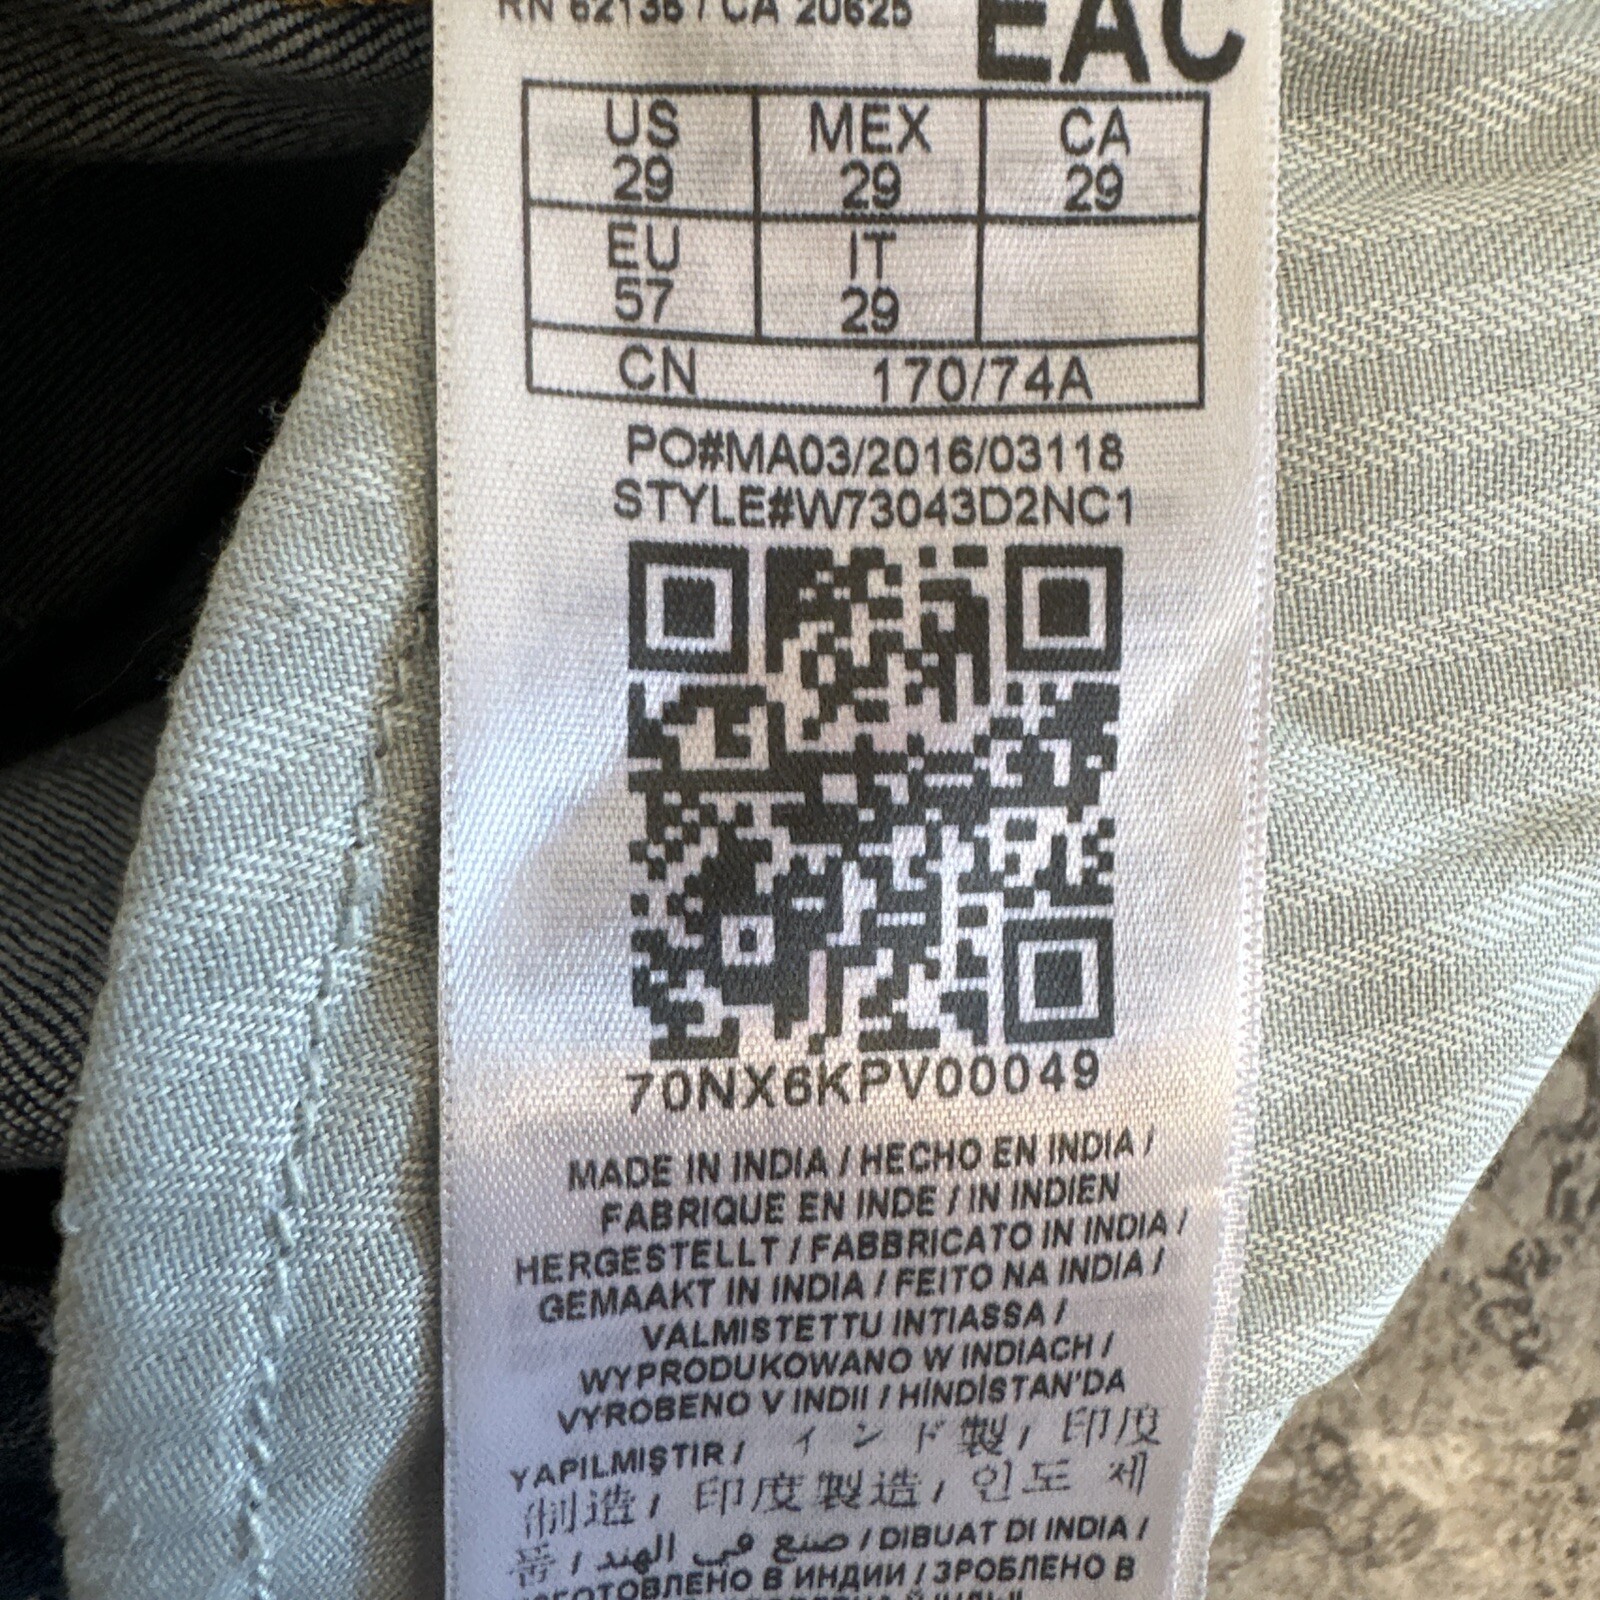 RN 62136 / CA 20625
EAC
US MEX CA
29 29 29
EU IT
57 29
CN 170/74A
PO#MA03/2016/03118
STYLE#W73043D2NC1
70NX6KPV00049
MADE IN INDIA / HECHO EN INDIA /
FABRIQUE EN INDE / IN INDIEN
HERGESTELLT / FABBRICATO IN INDIA /
GEMAAKT IN INDIA / FEITO NA INDIA /
VALMISTETTU INTIASSA /
WYPRODUKOWANO W INDIACH /
VYROBENO V INDII / HİNDİSTAN'DA
YAPILMIŞTIR / インド製 / 印度
制造 / 印度製造 / 인도 제
품 / صنع في الهند / DIBUAT DI INDIA /
ИЗГОТОВЛЕНО В ИНДИИ / ЗРОБЛЕНО В